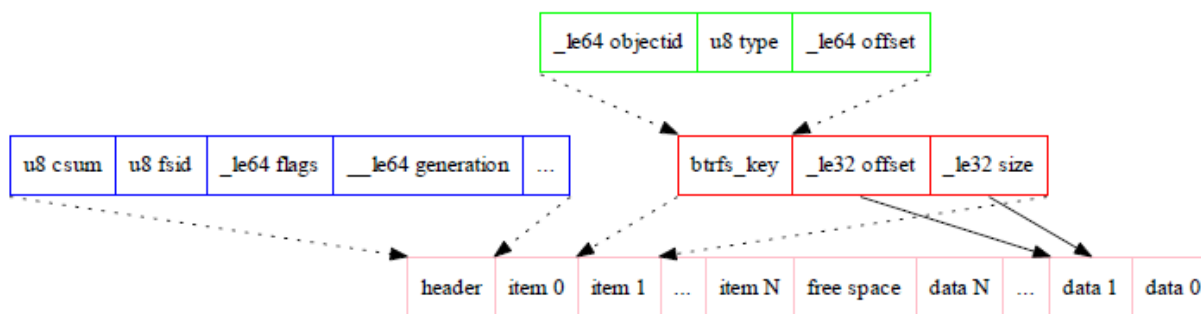 _le64 objectid u8 type _le64 offset
u8 csum u8 fsid _le64 flags __le64 generation ... btrfs_key _le32 offset _le32 size
header item 0 item 1 ... item N free space data N ... data 1 data 0